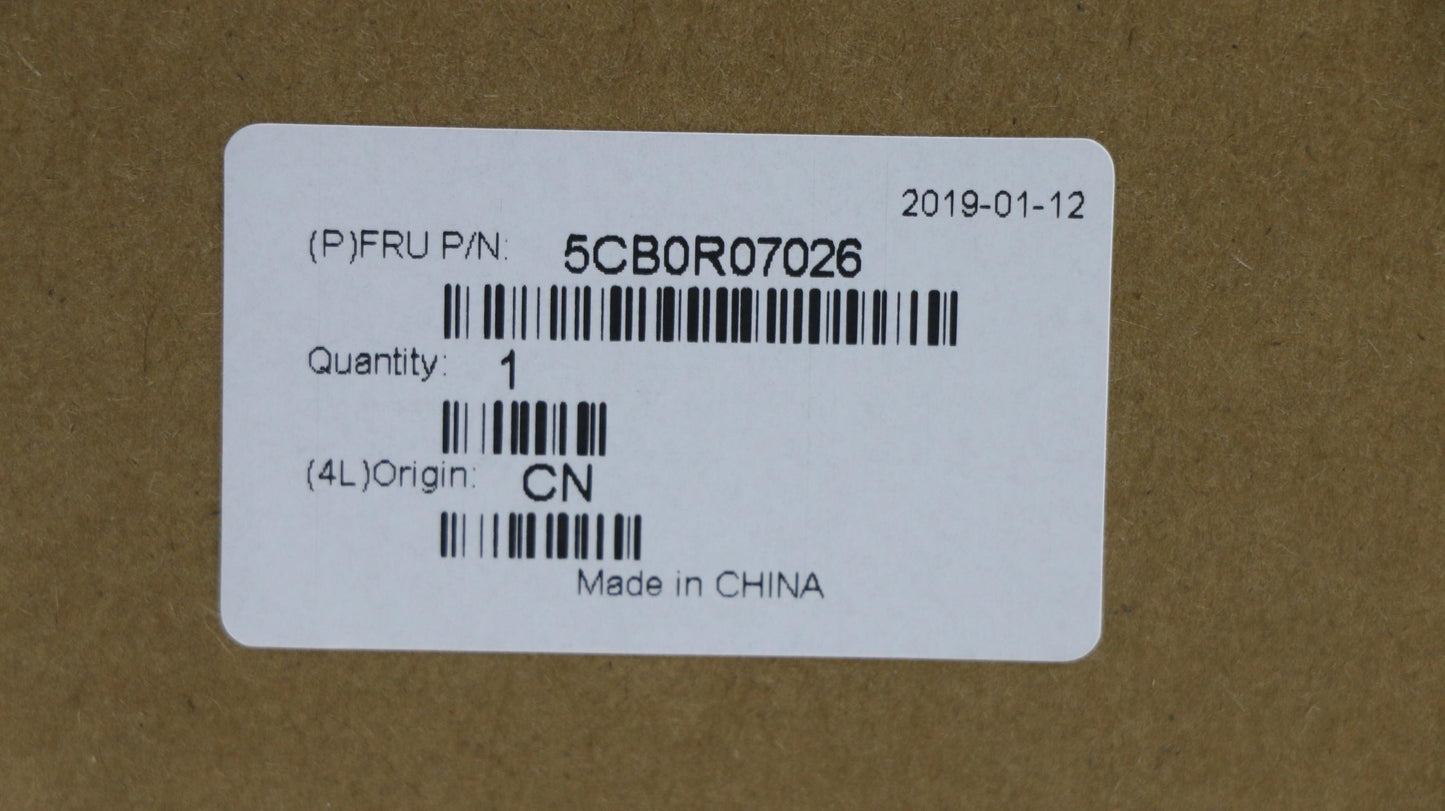 2019-01-12
(P)FRU P/N: 5CB0R07026
Quantity: 1
(4L)Origin: CN
Made in CHINA